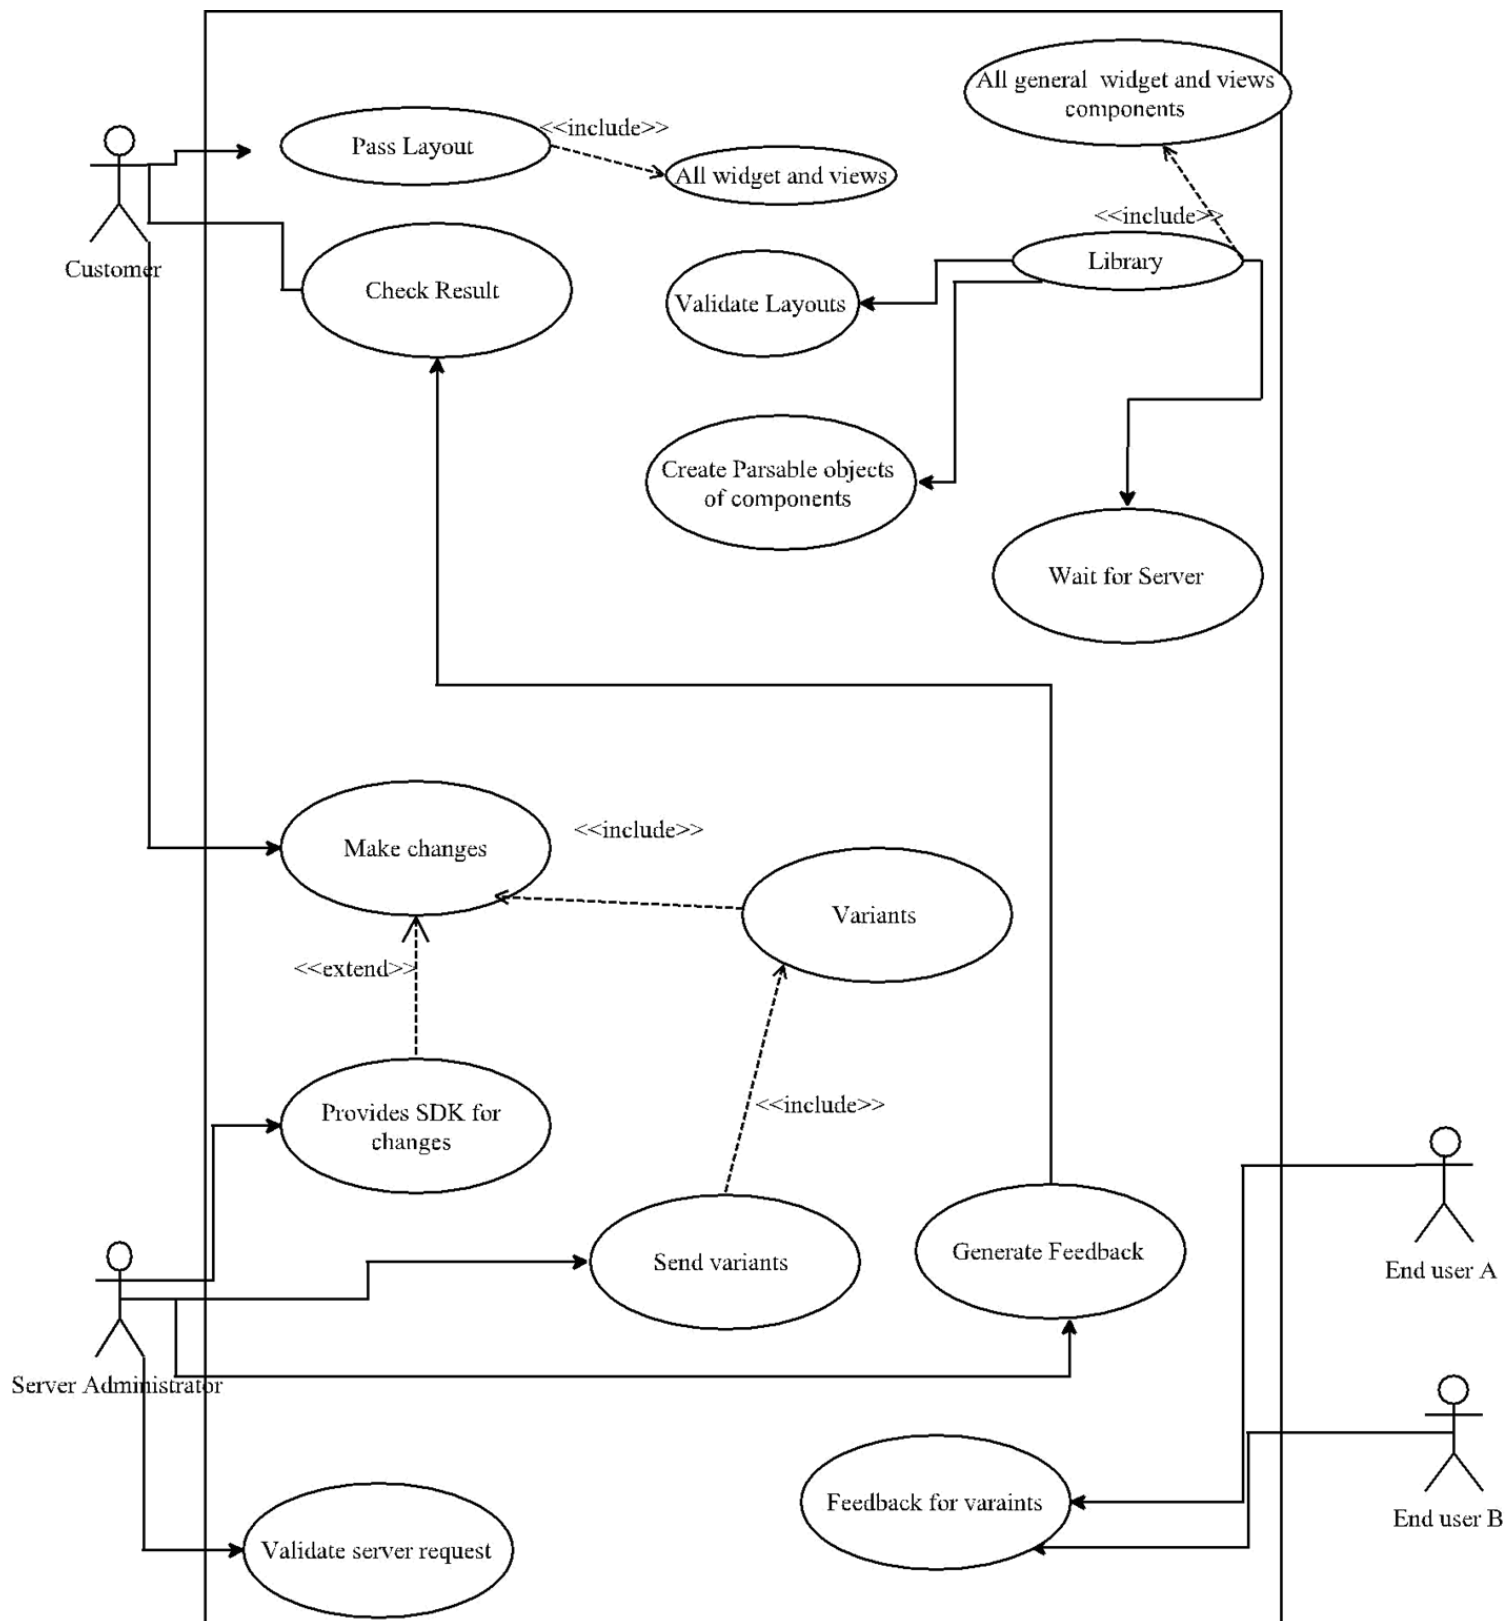 All general  widget and views
components
Pass Layout
<<include>>
All widget and views
<<include>>
Customer
Library
Check Result
Validate Layouts
Create Parsable objects
of components
Wait for Server
Make changes
<<include>>
Variants
<<extend>>
<<include>>
Provides SDK for
changes
Send variants
Generate Feedback
End user A
Server Administrator
Feedback for varaints
End user B
Validate server request